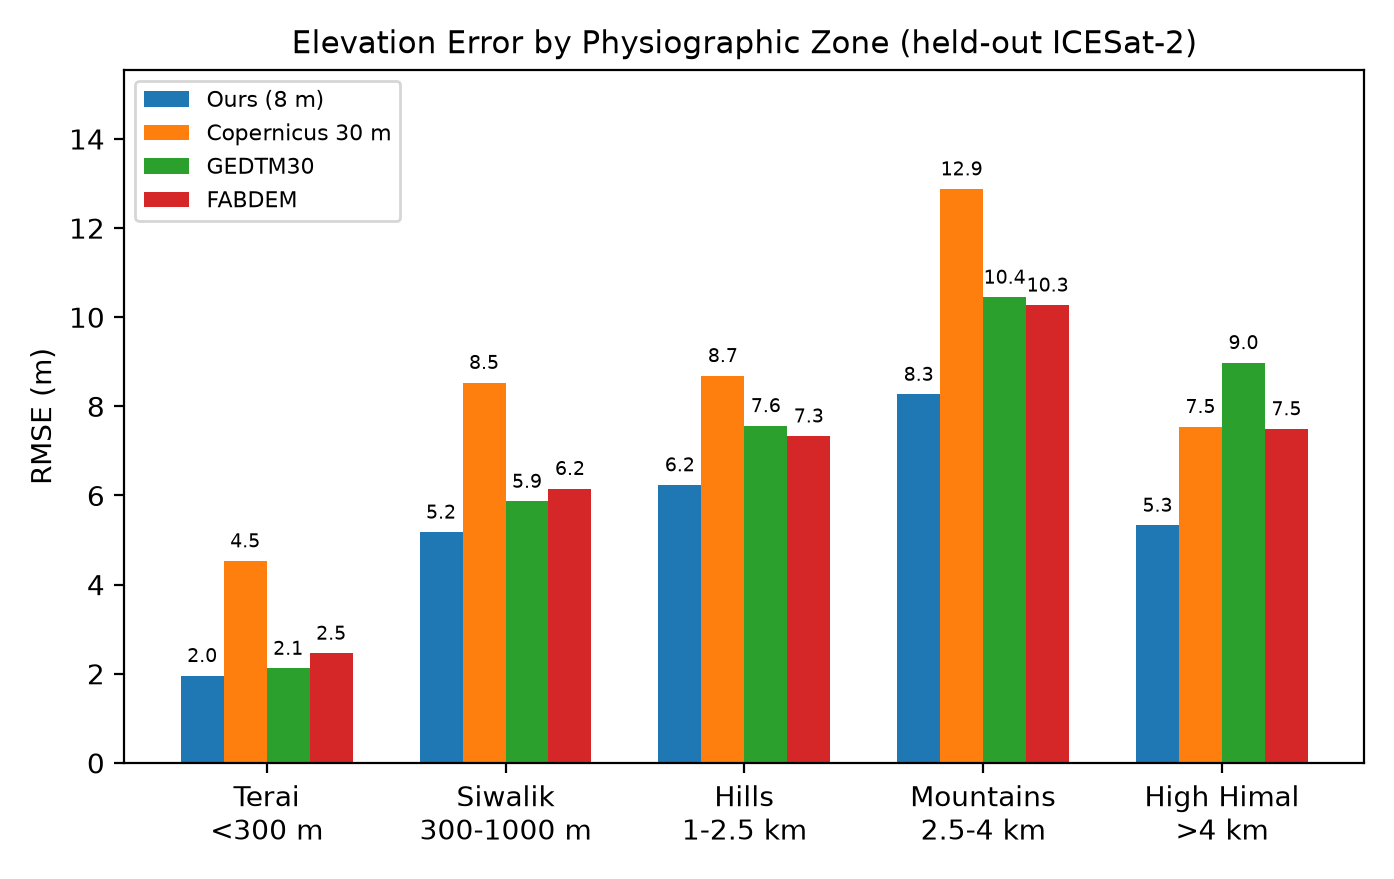 Elevation Error by Physiographic Zone (held-out ICESat-2)
Ours (8 m)
Copernicus 30 m
GEDTM30
FABDEM
RMSE (m)
14
12
10
8
6
4
2
0
2.0
4.5
2.1
2.5
5.2
8.5
5.9
6.2
6.2
8.7
7.6
7.3
8.3
12.9
10.4
10.3
5.3
7.5
9.0
7.5
Terai
<300 m
Siwalik
300-1000 m
Hills
1-2.5 km
Mountains
2.5-4 km
High Himal
>4 km